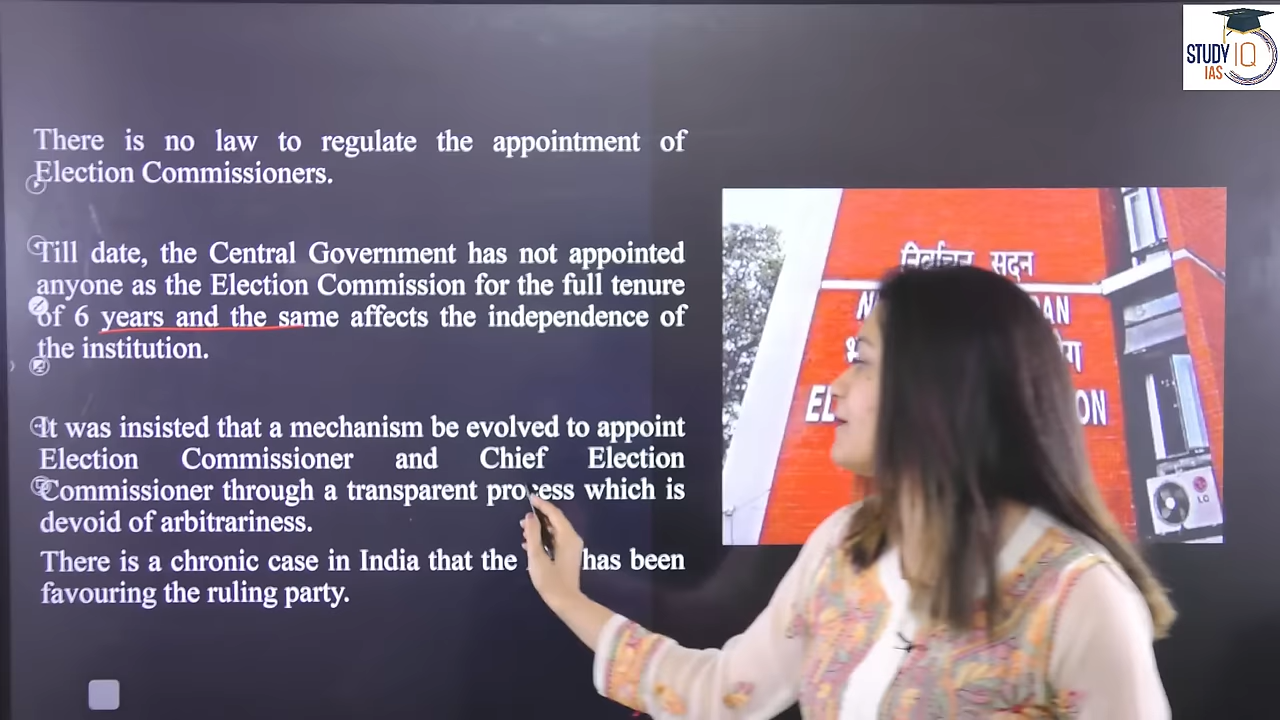 There is no law to regulate the appointment of
Election Commissioners.
Till date, the Central Government has not appointed
anyone as the Election Commission for the full tenure
of 6 years and the same affects the independence of
the institution.
It was insisted that a mechanism be evolved to appoint
Election Commissioner and Chief Election
Commissioner through a transparent process which is
devoid of arbitrariness.
There is a chronic case in India that the has been
favouring the ruling party.
STUDY IQ
IAS
निर्वाचन सदन
LG